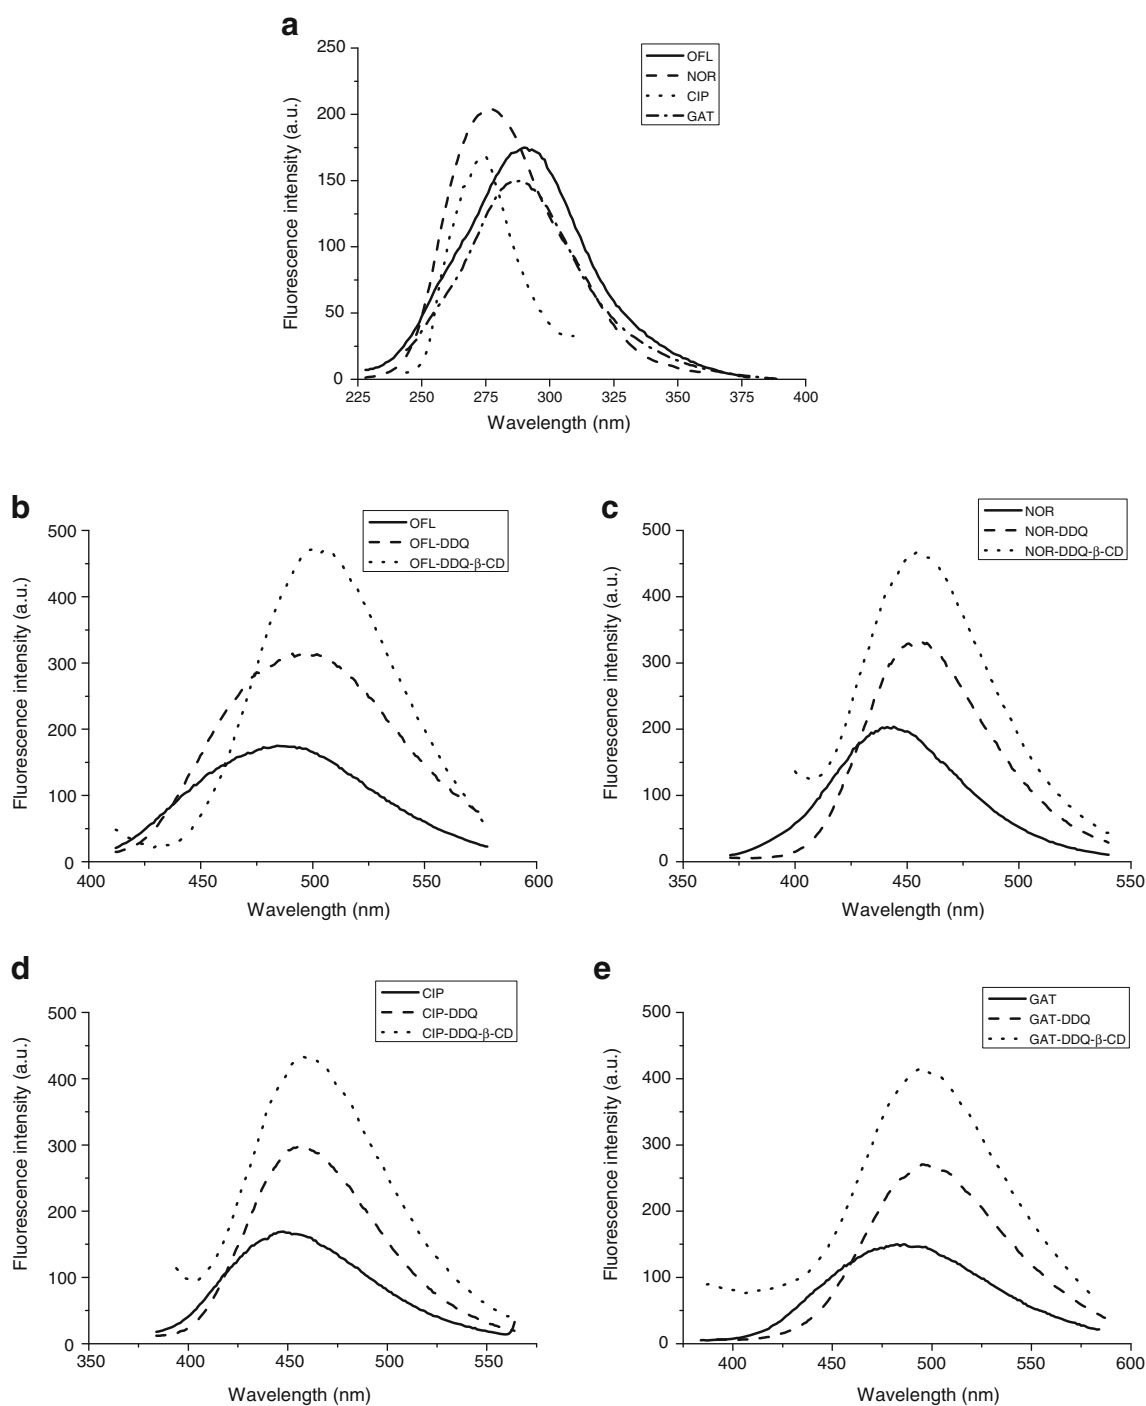 a
250
200
150
100
50
0
225 250 275 300 325 350 375 400
Fluorescence intensity (a.u.)
Wavelength (nm)
OFL
NOR
CIP
GAT
b
500
400
300
200
100
0
400 450 500 550 600
Fluorescence intensity (a.u.)
Wavelength (nm)
OFL
OFL-DDQ
OFL-DDQ-β-CD
c
500
400
300
200
100
0
350 400 450 500 550
Fluorescence intensity (a.u.)
Wavelength (nm)
NOR
NOR-DDQ
NOR-DDQ-β-CD
d
500
400
300
200
100
0
350 400 450 500 550
Fluorescence intensity (a.u.)
Wavelength (nm)
CIP
CIP-DDQ
CIP-DDQ-β-CD
e
500
400
300
200
100
0
400 450 500 550 600
Fluorescence intensity (a.u.)
Wavelength (nm)
GAT
GAT-DDQ
GAT-DDQ-β-CD